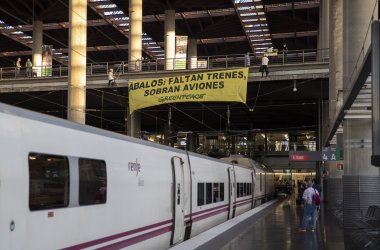 ÁBALOS: FALTAN TRENES,
SOBRAN AVIONES
GREENPEACE
renfe